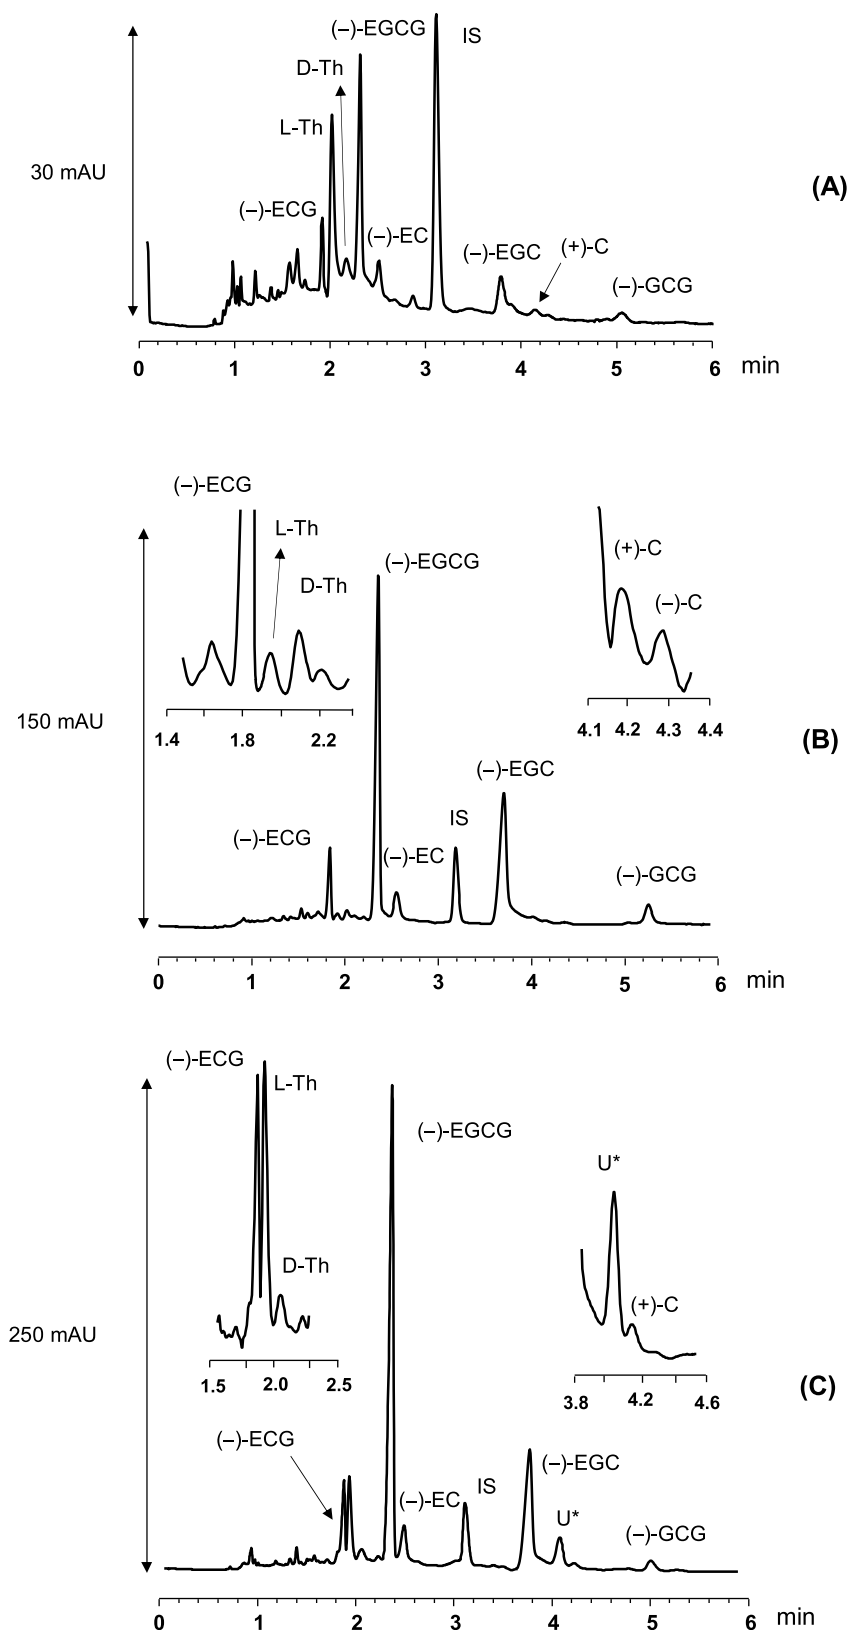 (–)-EGCG
IS
D-Th
L-Th
30 mAU
(A)
(–)-ECG
(–)-EC
(–)-EGC
(+)-C
(–)-GCG
0 1 2 3 4 5 6 min
(–)-ECG
L-Th
(–)-EGCG
D-Th
(+)-C
(–)-C
150 mAU
1.4 1.8 2.2
4.1 4.2 4.3 4.4
(B)
(–)-EGC
IS
(–)-ECG
(–)-EC
(–)-GCG
0 1 2 3 4 5 6 min
(–)-ECG
L-Th
(–)-EGCG
U*
D-Th
(+)-C
250 mAU
1.5 2.0 2.5
3.8 4.2 4.6
(C)
(–)-ECG
(–)-EGC
IS
(–)-EC
U*
(–)-GCG
0 1 2 3 4 5 6 min